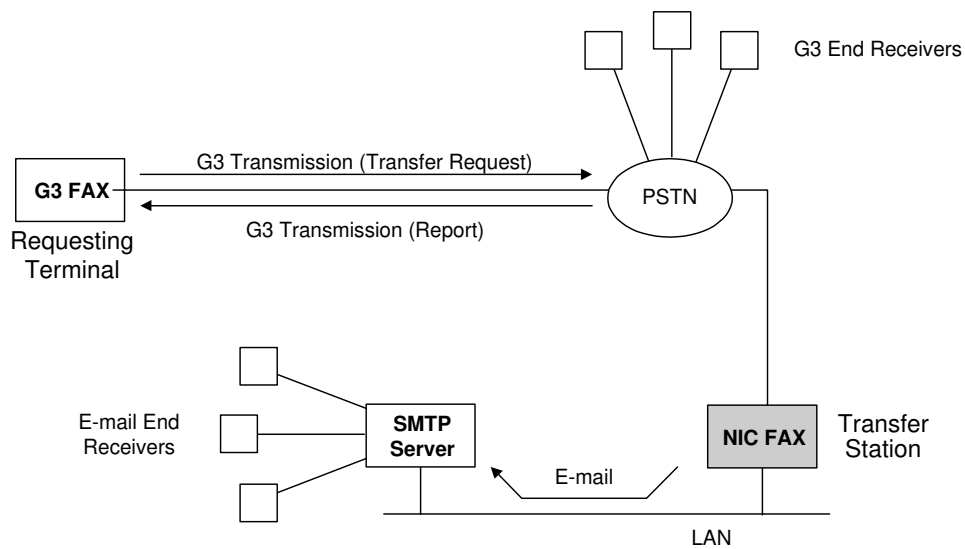 G3 End Receivers
G3 Transmission (Transfer Request)
G3 FAX
PSTN
G3 Transmission (Report)
Requesting
Terminal
E-mail End
Receivers
SMTP
Server
NIC FAX
Transfer
Station
E-mail
LAN